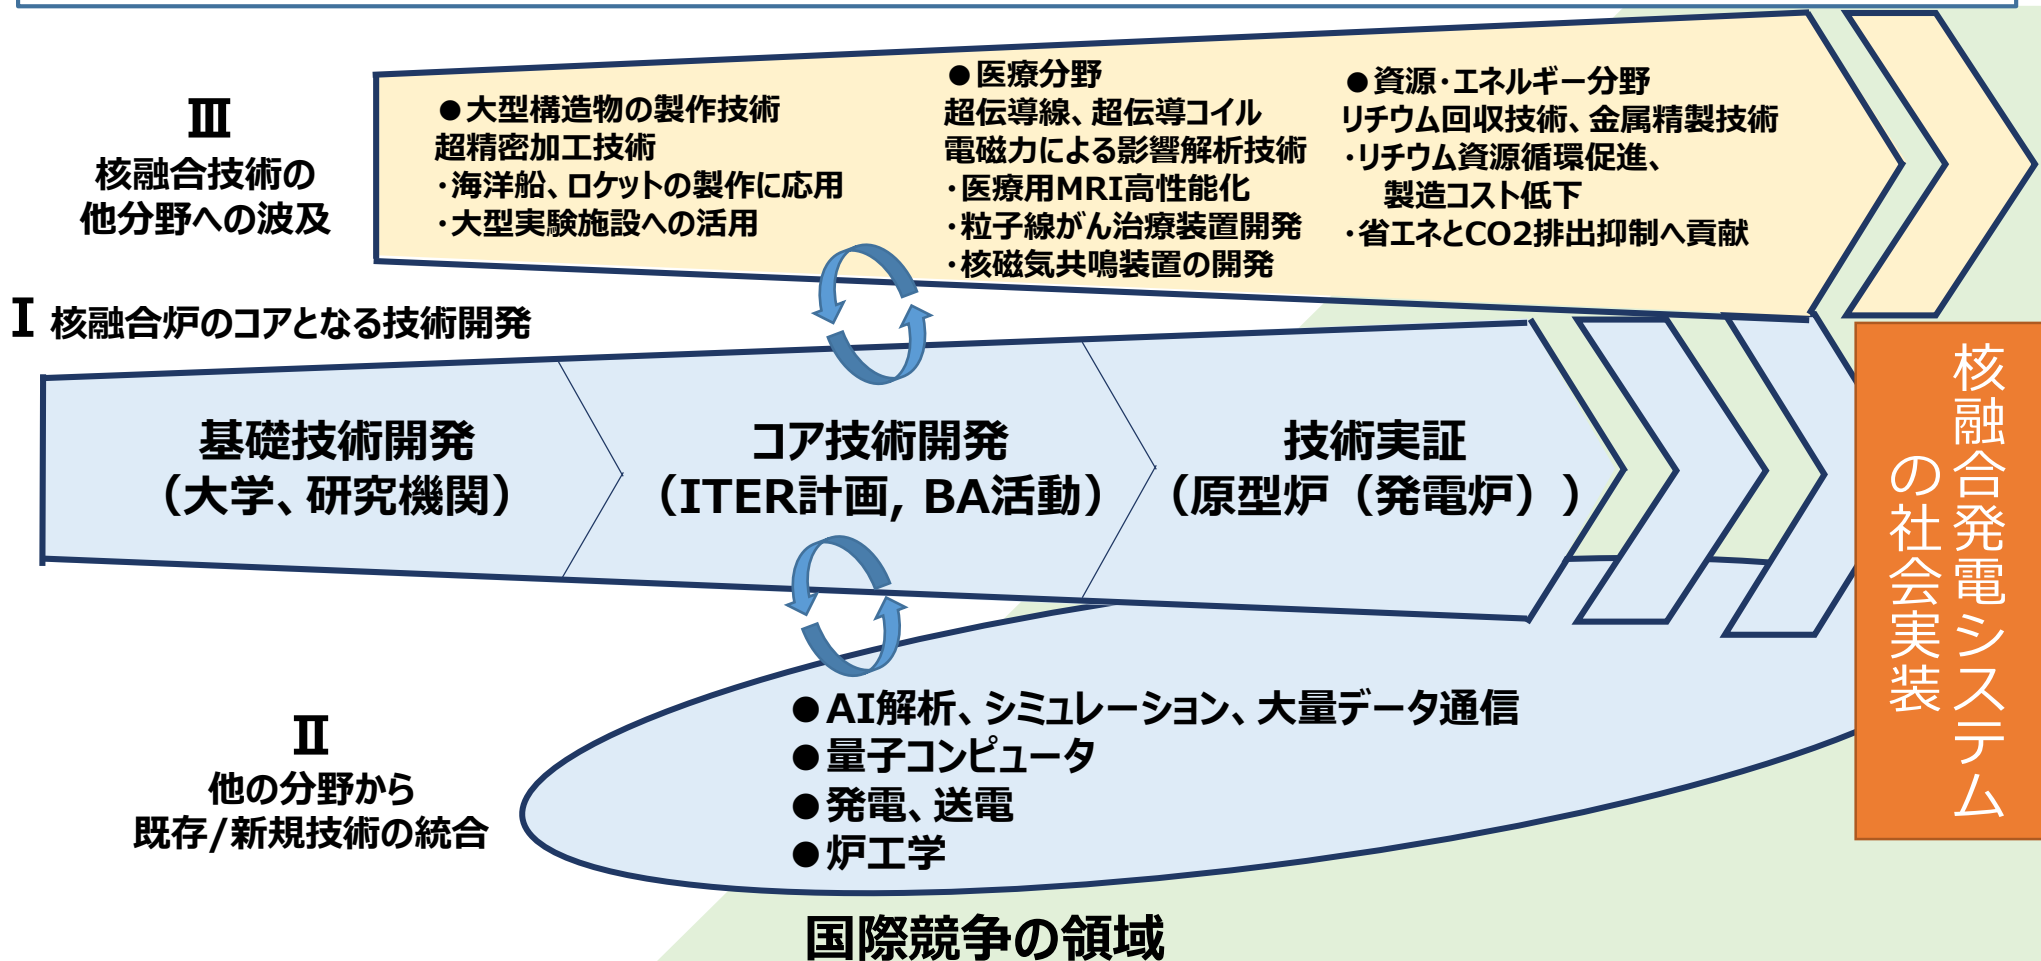 Ⅲ
核融合技術の
他分野への波及
●大型構造物の製作技術
超精密加工技術
・海洋船、ロケットの製作に応用
・大型実験施設への活用
●医療分野
超伝導線、超伝導コイル
電磁力による影響解析技術
・医療用MRI高性能化
・粒子線がん治療装置開発
・核磁気共鳴装置の開発
●資源・エネルギー分野
リチウム回収技術、金属精製技術
・リチウム資源循環促進、
製造コスト低下
・省エネとCO2排出抑制へ貢献
Ⅰ 核融合炉のコアとなる技術開発
基礎技術開発
（大学、研究機関）
コア技術開発
（ITER計画, BA活動）
技術実証
（原型炉（発電炉））
核融合発電システム
の社会実装
Ⅱ
他の分野から
既存/新規技術の統合
●AI解析、シミュレーション、大量データ通信
●量子コンピュータ
●発電、送電
●炉工学
国際競争の領域